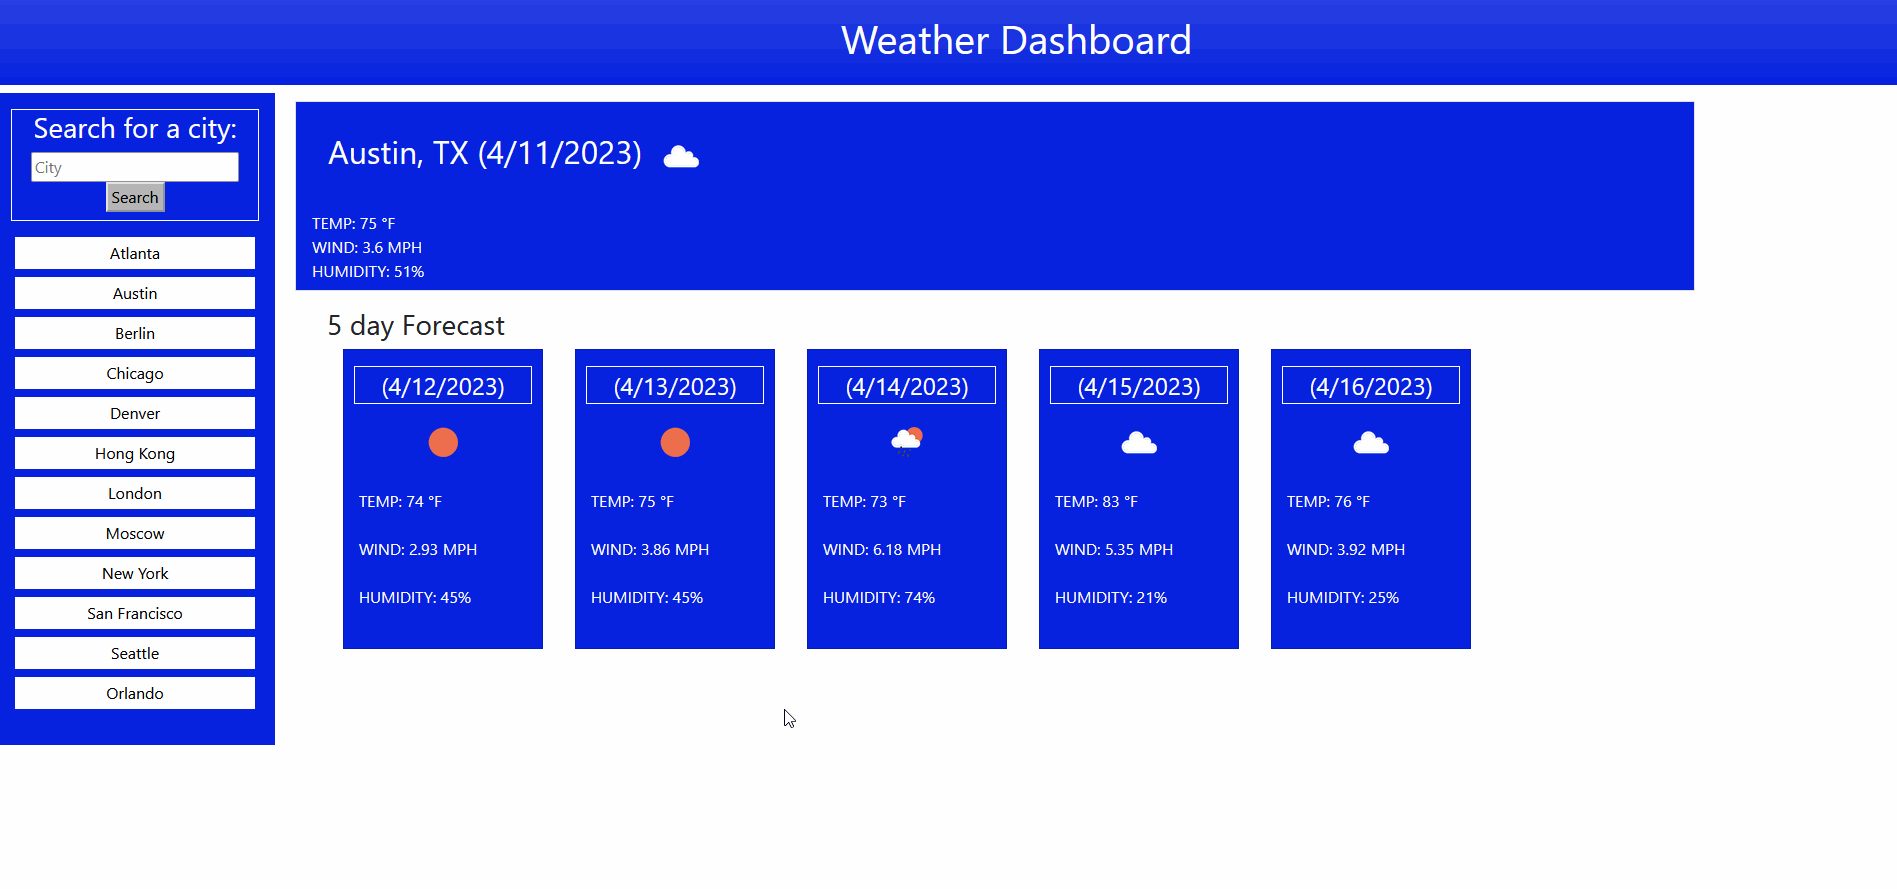 Weather Dashboard
Search for a city:
City
Search
Atlanta
Austin
Berlin
Chicago
Denver
Hong Kong
London
Moscow
New York
San Francisco
Seattle
Orlando
Austin, TX (4/11/2023)
TEMP: 75 °F
WIND: 3.6 MPH
HUMIDITY: 51%
5 day Forecast
(4/12/2023)
TEMP: 74 °F
WIND: 2.93 MPH
HUMIDITY: 45%
(4/13/2023)
TEMP: 75 °F
WIND: 3.86 MPH
HUMIDITY: 45%
(4/14/2023)
TEMP: 73 °F
WIND: 6.18 MPH
HUMIDITY: 74%
(4/15/2023)
TEMP: 83 °F
WIND: 5.35 MPH
HUMIDITY: 21%
(4/16/2023)
TEMP: 76 °F
WIND: 3.92 MPH
HUMIDITY: 25%